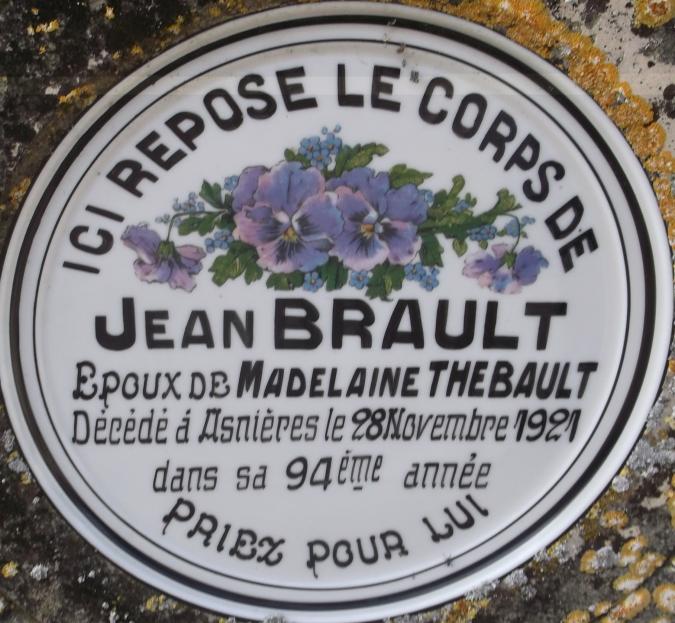 ICI REPOSE LE CORPS DE
JEAN BRAULT
EPOUX DE MADELAINE THEBAULT
Dècédé á Asnières le 28 Novembre 1921
dans sa 94ème année
PRIEZ POUR LUI